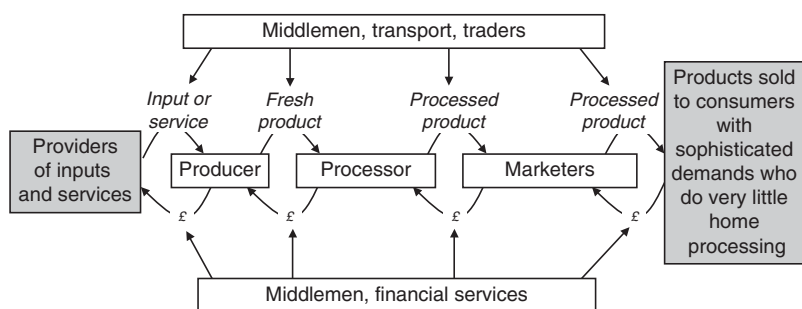 Middlemen, transport, traders
Input or
service
Fresh
product
Processed
product
Processed
product
Products sold
to consumers
with
sophisticated
demands who
do very little
home
processing
Providers
of inputs
and services
Producer
Processor
Marketers
£
£
£
£
Middlemen, financial services